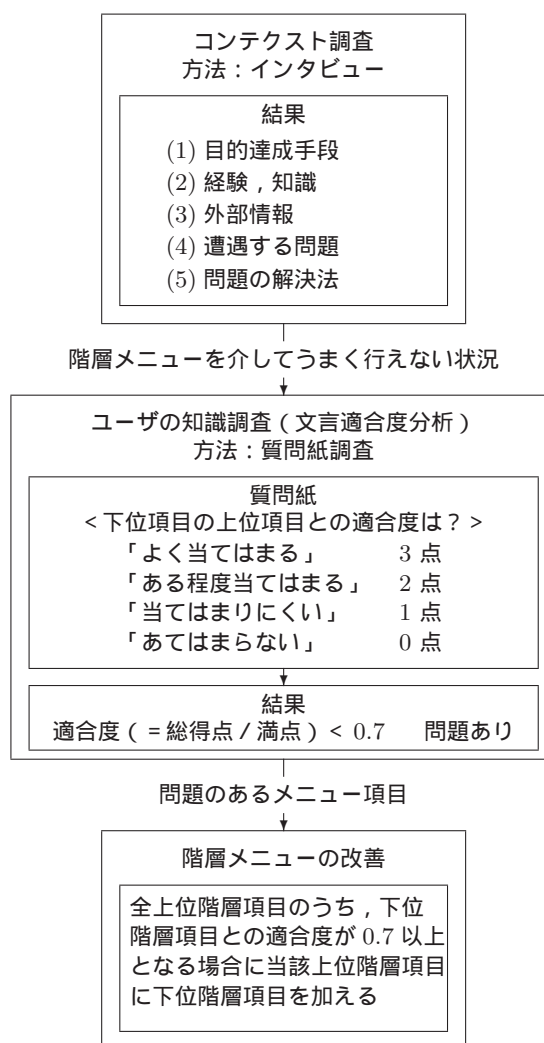 コンテクスト調査
方法：インタビュー
結果
(1) 目的達成手段
(2) 経験，知識
(3) 外部情報
(4) 遭遇する問題
(5) 問題の解決法
階層メニューを介してうまく行えない状況
ユーザの知識調査（文言適合度分析）
方法：質問紙調査
質問紙
＜下位項目の上位項目との適合度は？＞
「よく当てはまる」 3 点
「ある程度当てはまる」 2 点
「当てはまりにくい」 1 点
「あてはまらない」 0 点
結果
適合度（＝総得点／満点）＜ 0.7 問題あり
問題のあるメニュー項目
階層メニューの改善
全上位階層項目のうち，下位
階層項目との適合度が 0.7 以上
となる場合に当該上位階層項目
に下位階層項目を加える